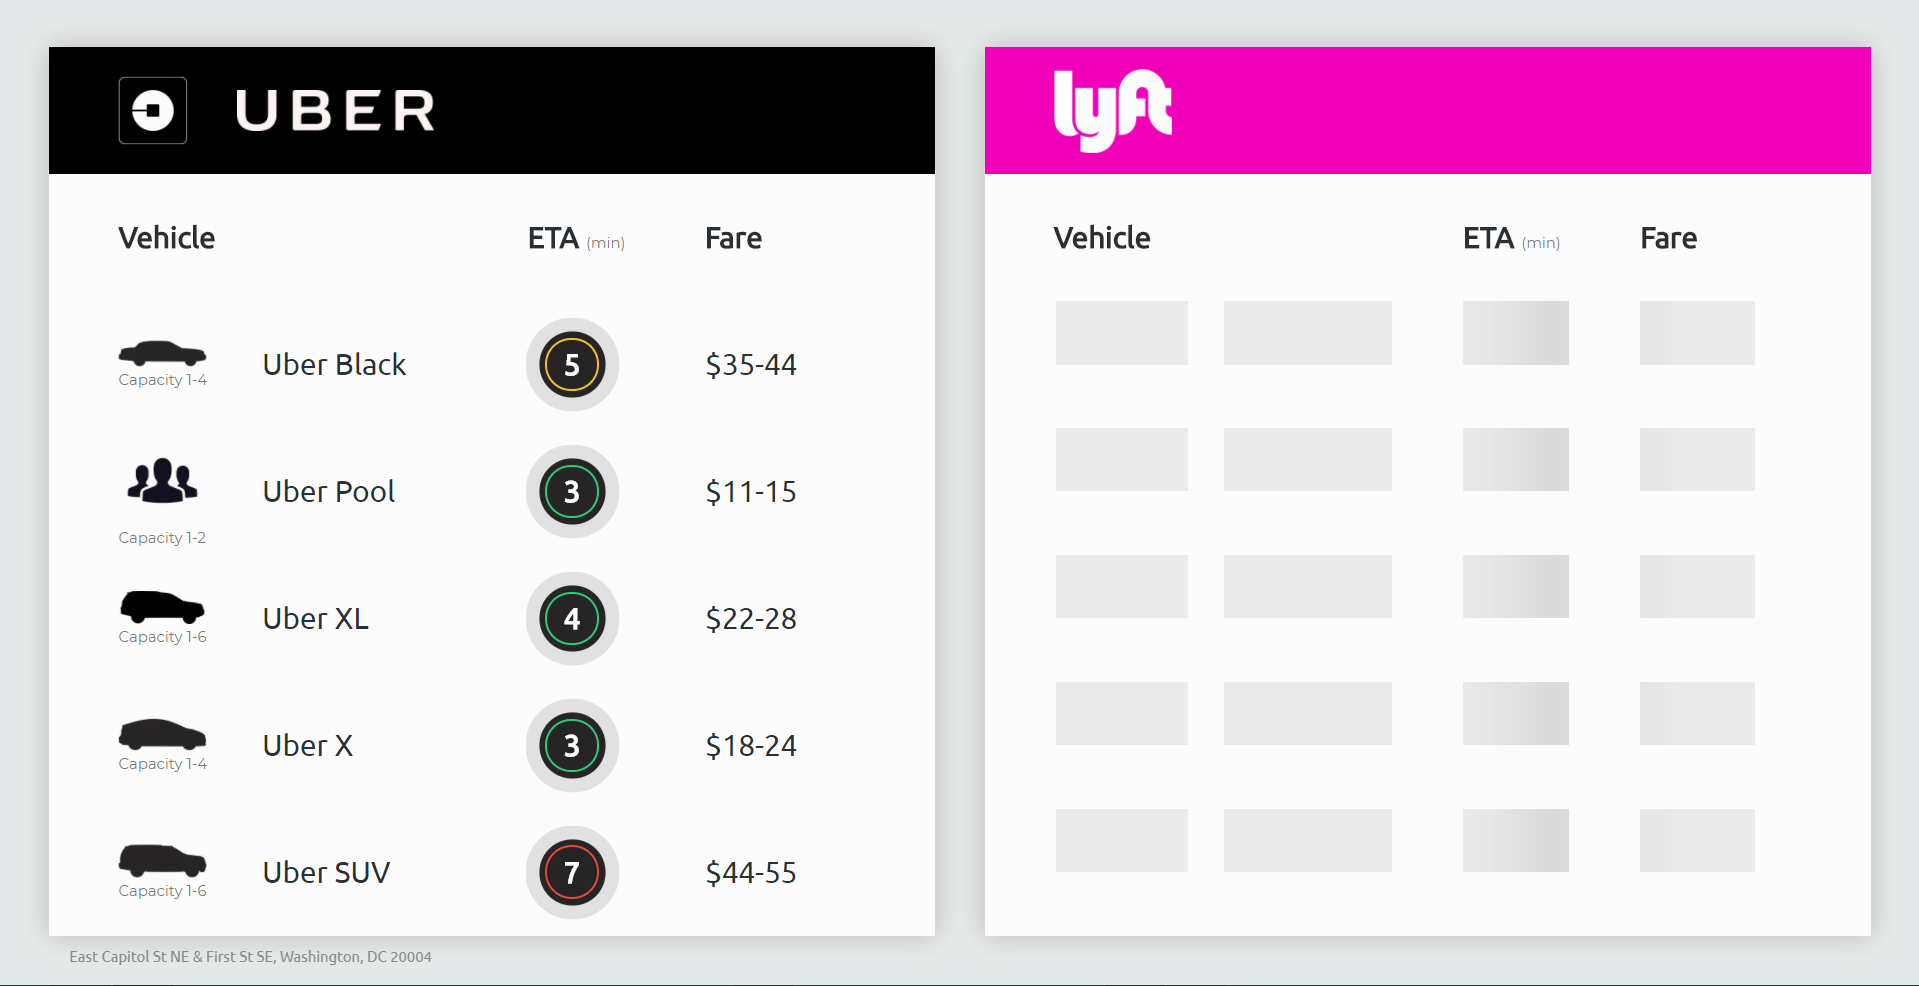 UBER
Vehicle ETA (min) Fare
Capacity 1-4 Uber Black 5 $35-44
Uber Pool 3 $11-15
Capacity 1-2
Uber XL 4 $22-28
Capacity 1-6
Uber X 3 $18-24
Capacity 1-4
Uber SUV 7 $44-55
Capacity 1-6
East Capitol St NE & First St SE, Washington, DC 20004
lyft
Vehicle ETA (min) Fare